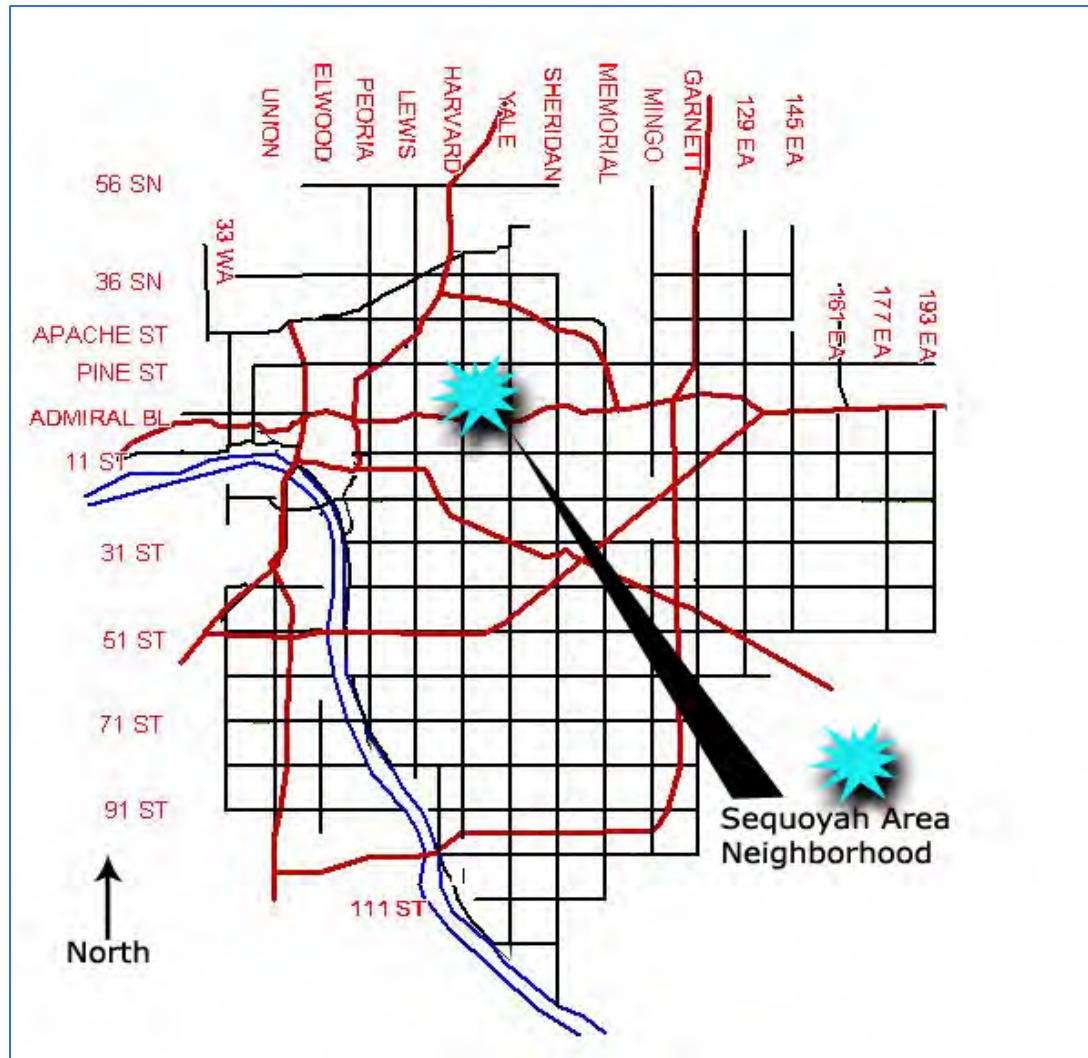 UNION
ELWOOD
PEORIA
LEWIS
HARVARD
YALE
SHERIDAN
MEMORIAL
MINGO
GARNETT
129 EA
145 EA
56 SN
33 WA
36 SN
161 EA
177 EA
193 EA
APACHE ST
PINE ST
ADMIRAL BL
11 ST
31 ST
51 ST
71 ST
91 ST
Sequoyah Area
Neighborhood
111 ST
North